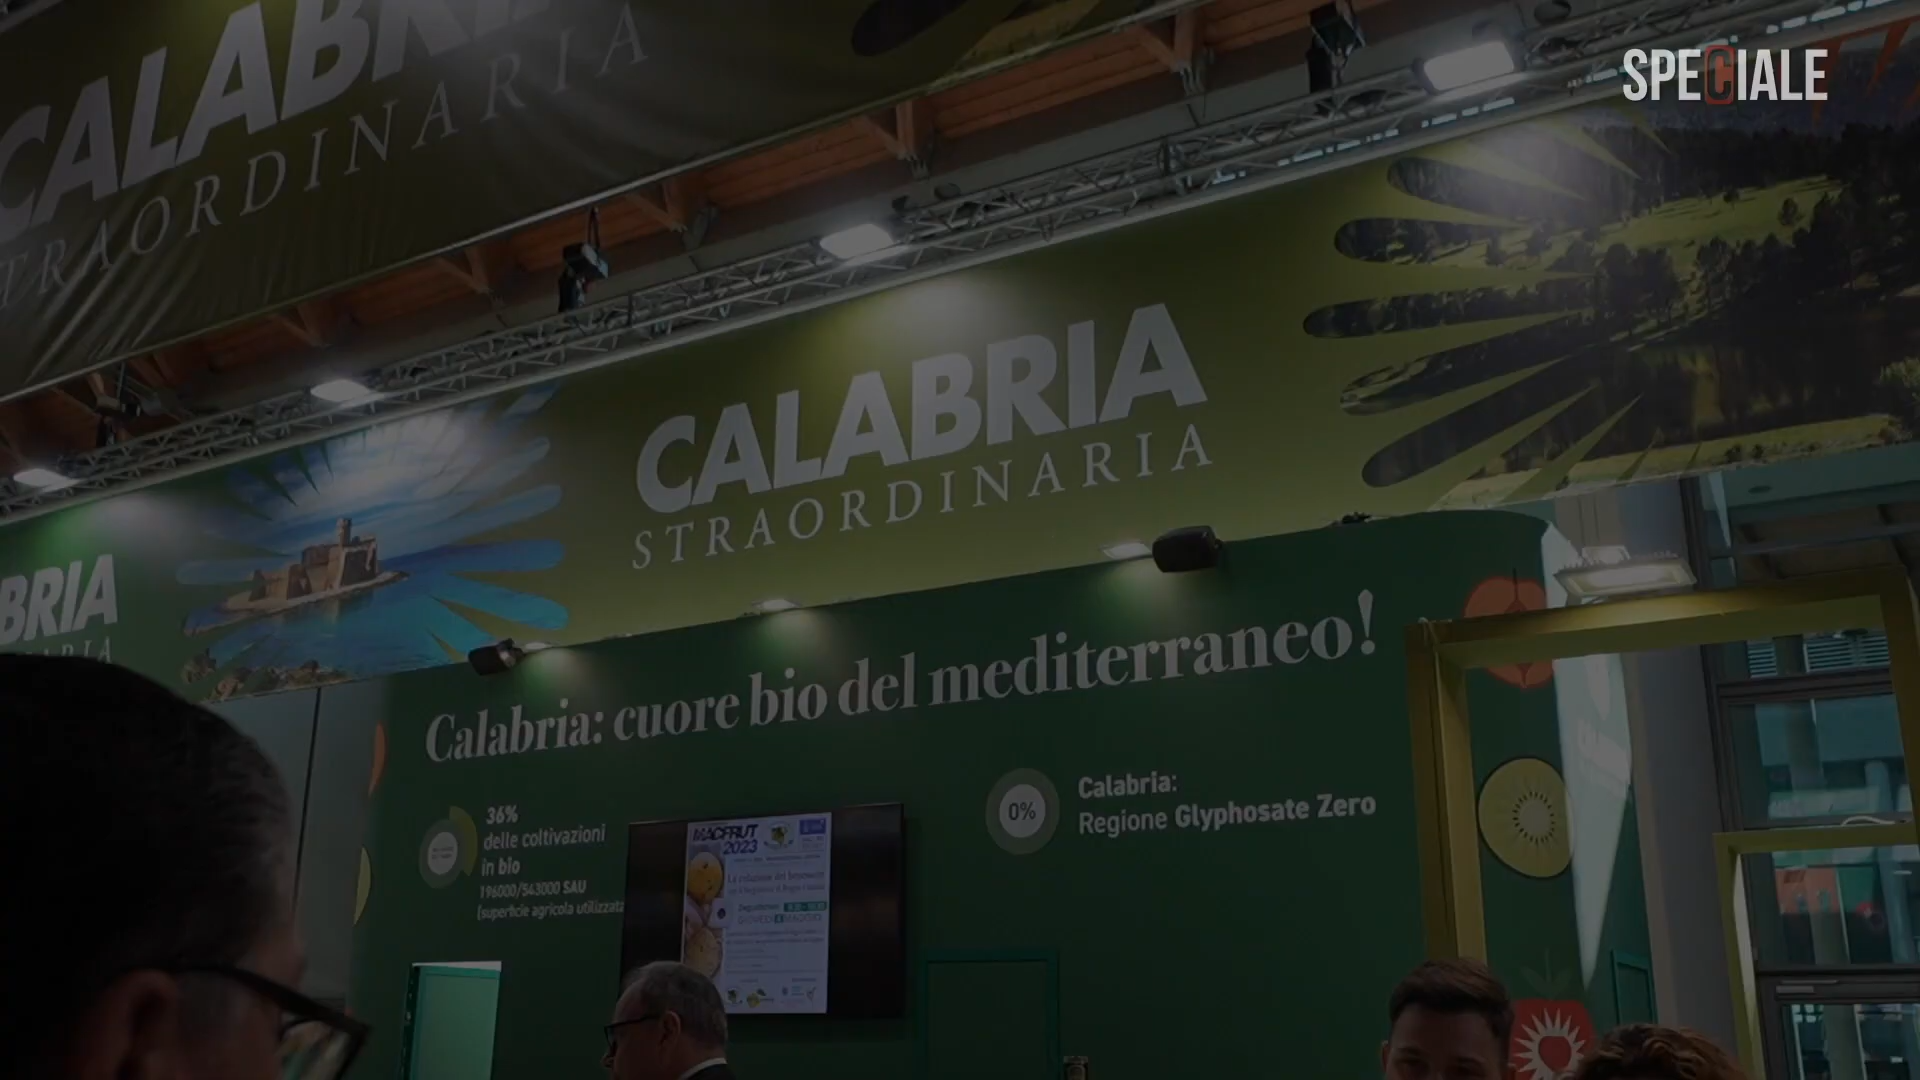 SPECIALE
CALABRIA
STRAORDINARIA
CALABRIA
STRAORDINARIA
BRIA
Calabria: cuore bio del mediterraneo!
36%
delle coltivazioni
in bio
196000/543000 SAU
(superficie agricola utilizzata
0%
Calabria:
Regione Glyphosate Zero
MACFRUT
2023